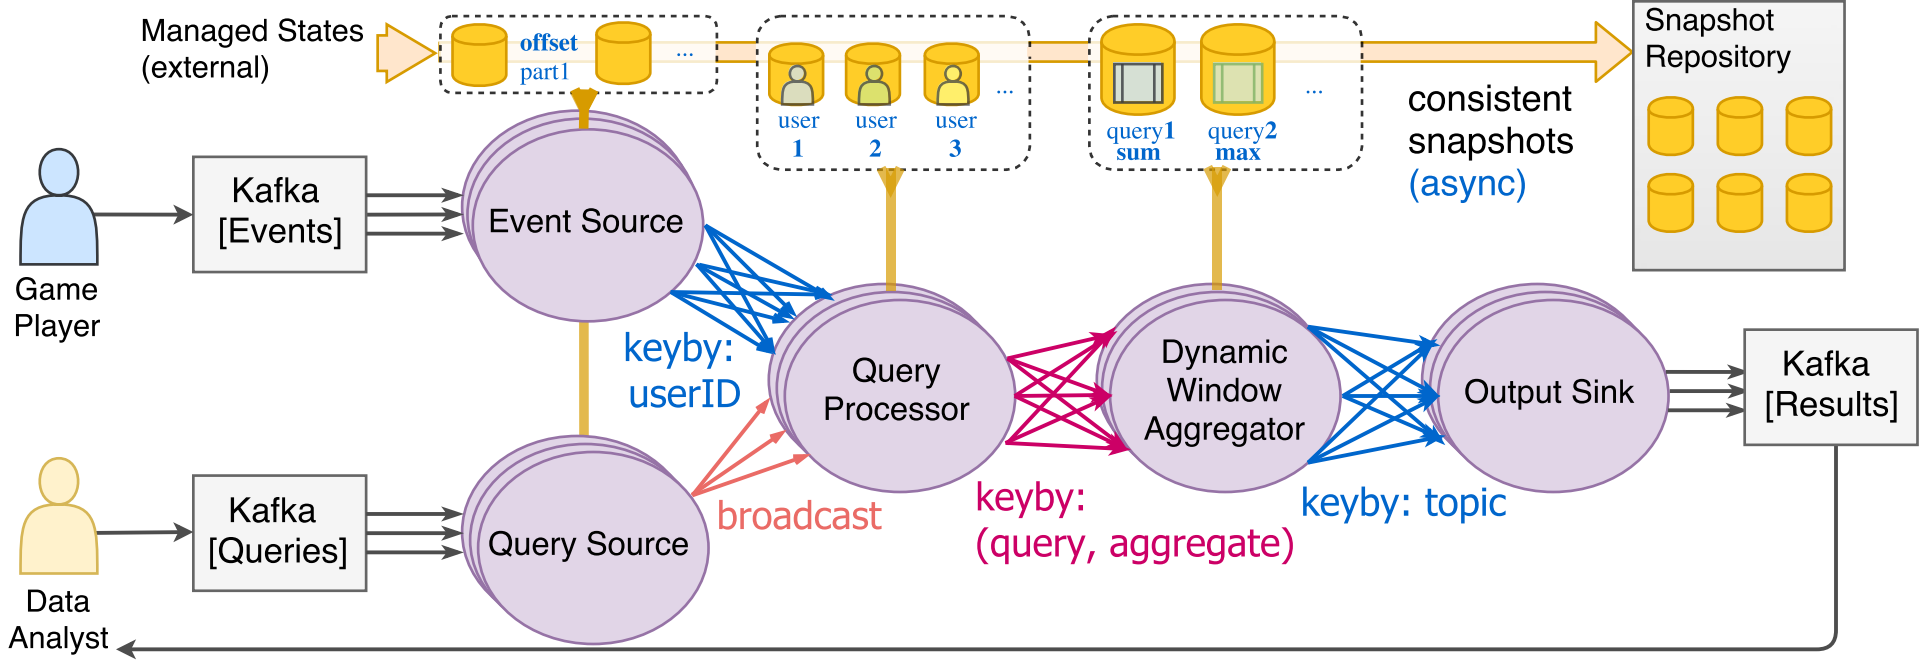 Managed States
(external)
offset
part1
...
user
1
user
2
user
3
...
query1
sum
query2
max
...
consistent
snapshots
(async)
Snapshot
Repository
Game
Player
Kafka
[Events]
Event Source
keyby:
userID
Query
Processor
Dynamic
Window
Aggregator
Output Sink
Kafka
[Results]
Data
Analyst
Kafka
[Queries]
Query Source
broadcast
keyby:
(query, aggregate)
keyby: topic